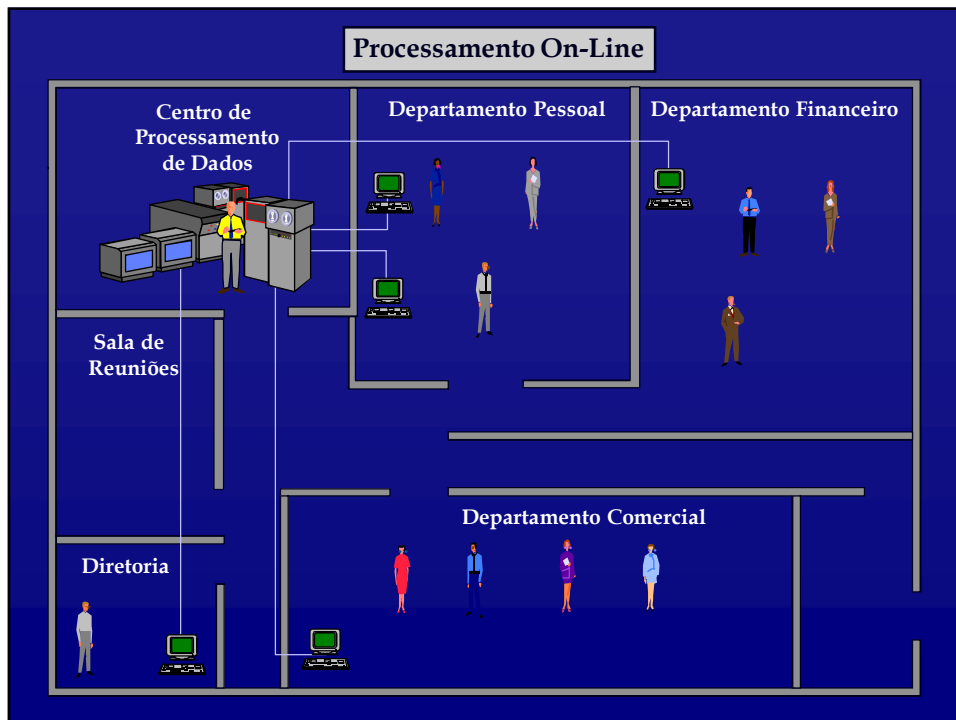 Processamento On-Line
Centro de
Processamento
de Dados
Departamento Pessoal
Departamento Financeiro
Sala de
Reuniões
Departamento Comercial
Diretoria